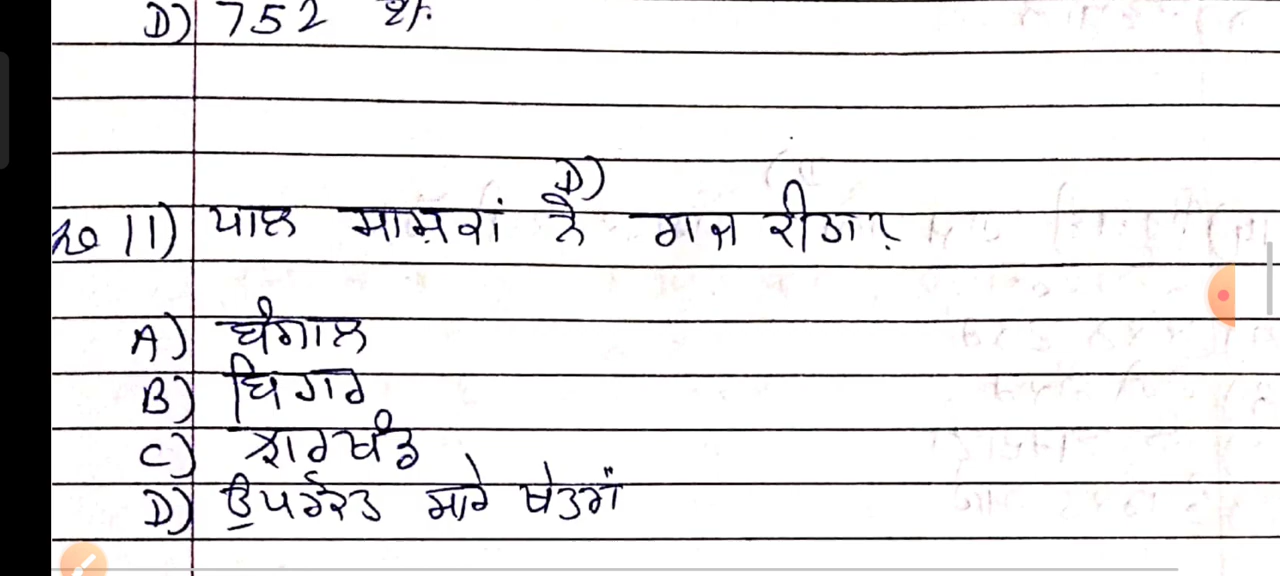 D) 752 ਈ.
D)
ਪ੍ਰ 11) ਪਾਲ ਸਾਸ਼ਕਾਂ ਨੇ ਰਾਜ ਕੀਤਾ?
A) ਬੰਗਾਲ
B) ਬਿਹਾਰ
C) ਝਾਰਖੰਡ
D) ਉਪਰੋਕਤ ਸਾਰੇ ਖੇਤਰਾਂ